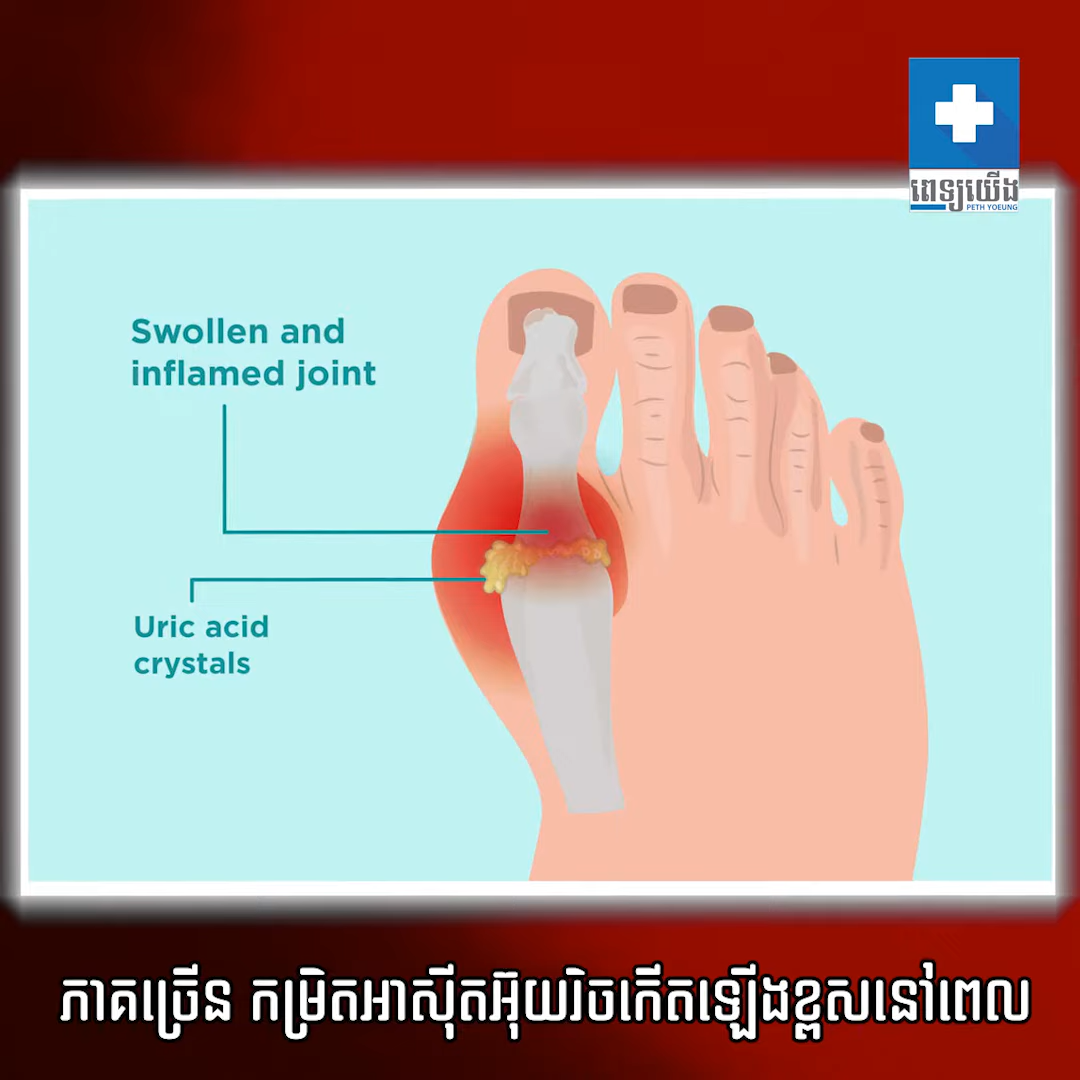 ពេទ្យយើង
PETH YOEUNG
Swollen and
inflamed joint
Uric acid
crystals
ភាគច្រើន កម្រិតអាស៊ីតអ៊ុយរិចកើតឡើងខ្ពសនៅពេល